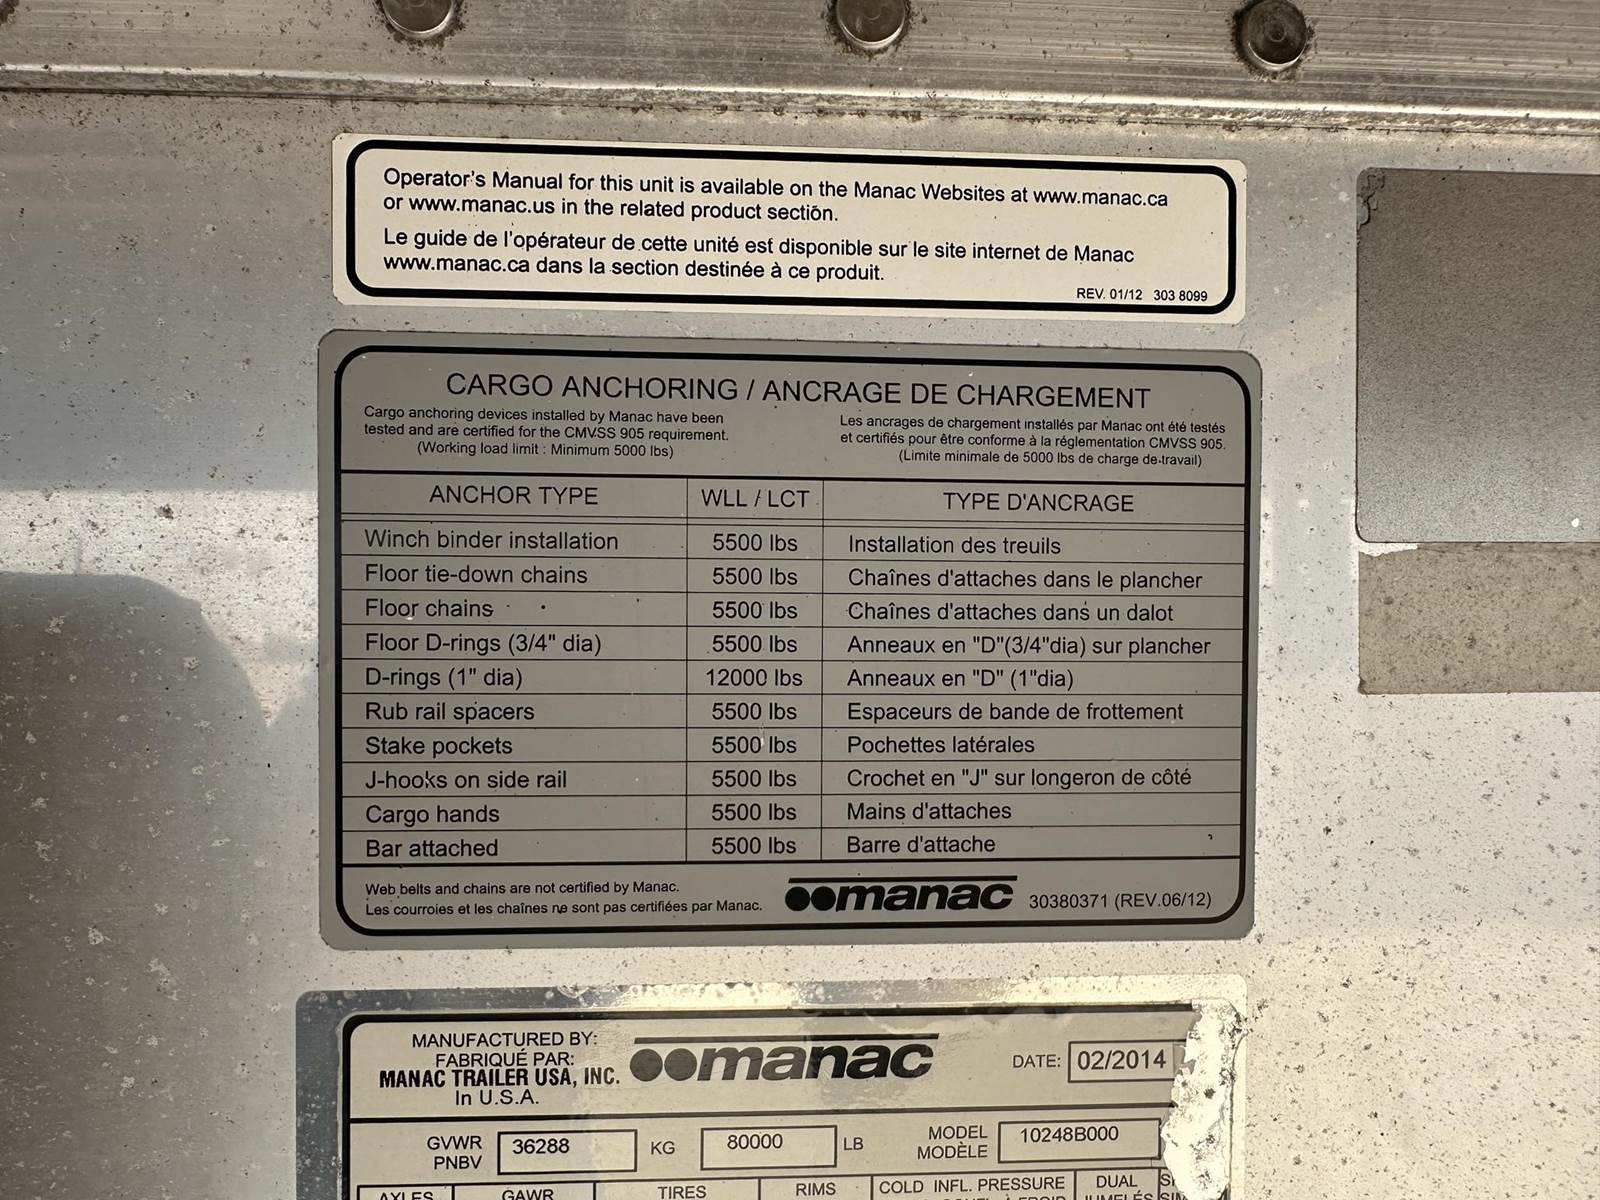 Operator's Manual for this unit is available on the Manac Websites at www.manac.ca
or www.manac.us in the related product section.
Le guide de l'opérateur de cette unité est disponible sur le site internet de Manac
www.manac.ca dans la section destinée à ce produit.
REV. 01/12 303 8099
CARGO ANCHORING / ANCRAGE DE CHARGEMENT
Cargo anchoring devices installed by Manac have been
tested and are certified for the CMVSS 905 requirement.
(Working load limit : Minimum 5000 lbs)
Les ancrages de chargement installés par Manac ont été testés
et certifiés pour être conforme à la réglementation CMVSS 905.
(Limite minimale de 5000 lbs de charge de travail)
ANCHOR TYPE WLL / LCT TYPE D'ANCRAGE
Winch binder installation 5500 lbs Installation des treuils
Floor tie-down chains 5500 lbs Chaînes d'attaches dans le plancher
Floor chains 5500 lbs Chaînes d'attaches dans un dalot
Floor D-rings (3/4" dia) 5500 lbs Anneaux en "D"(3/4"dia) sur plancher
D-rings (1" dia) 12000 lbs Anneaux en "D" (1"dia)
Rub rail spacers 5500 lbs Espaceurs de bande de frottement
Stake pockets 5500 lbs Pochettes latérales
J-hooks on side rail 5500 lbs Crochet en "J" sur longeron de côté
Cargo hands 5500 lbs Mains d'attaches
Bar attached 5500 lbs Barre d'attache
Web belts and chains are not certified by Manac.
Les courroies et les chaînes ne sont pas certifiées par Manac.
manac 30380371 (REV.06/12)
MANUFACTURED BY:
FABRIQUÉ PAR:
MANAC TRAILER USA, INC.
In U.S.A.
manac
DATE: 02/2014
GVWR 36288 KG 80000 LB MODEL 10248B000
PNBV MODÈLE
AXLES GAWR TIRES RIMS COLD INFL. PRESSURE DUAL